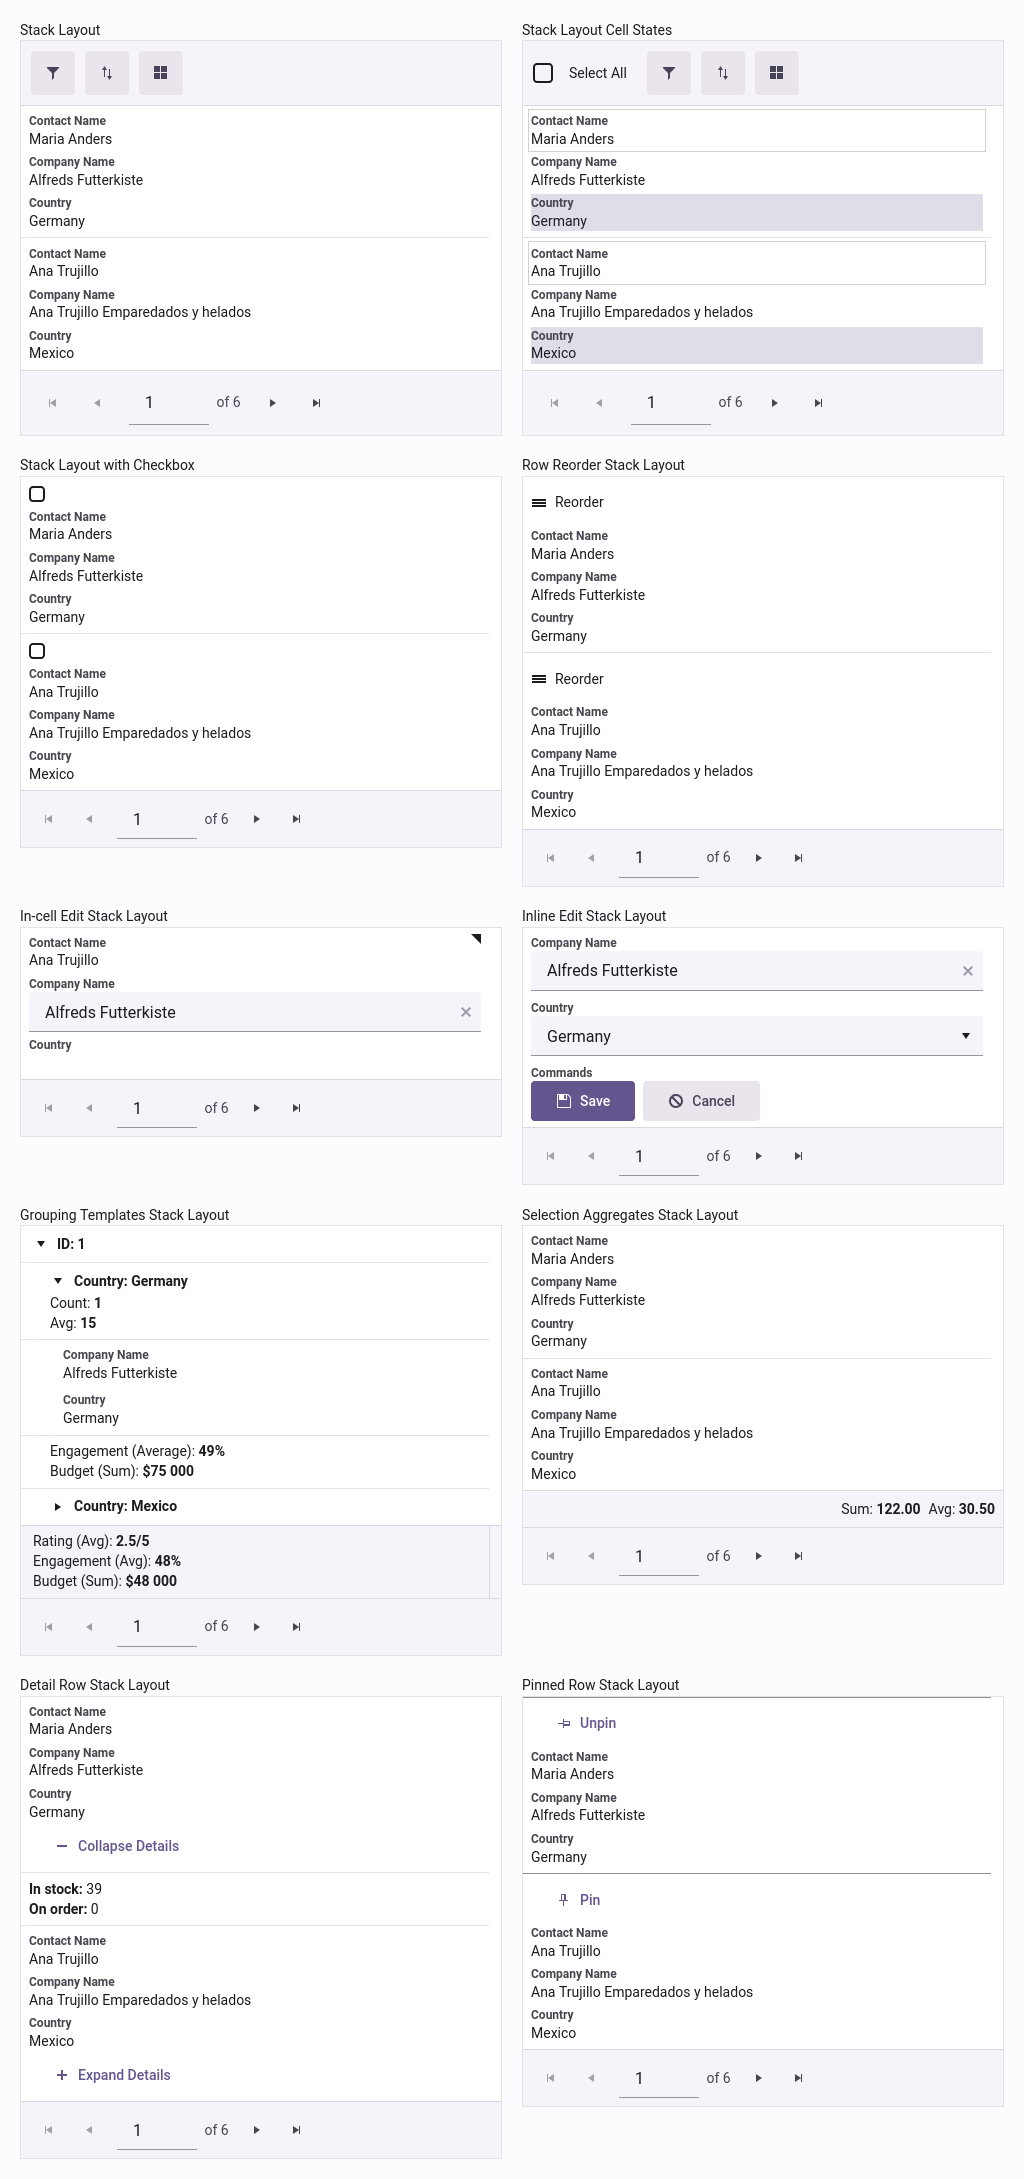 Stack Layout
Contact Name
Maria Anders
Company Name
Alfreds Futterkiste
Country
Germany
Contact Name
Ana Trujillo
Company Name
Ana Trujillo Emparedados y helados
Country
Mexico
1 of 6
Stack Layout Cell States
Select All
Contact Name
Maria Anders
Company Name
Alfreds Futterkiste
Country
Germany
Contact Name
Ana Trujillo
Company Name
Ana Trujillo Emparedados y helados
Country
Mexico
1 of 6
Stack Layout with Checkbox
Contact Name
Maria Anders
Company Name
Alfreds Futterkiste
Country
Germany
Contact Name
Ana Trujillo
Company Name
Ana Trujillo Emparedados y helados
Country
Mexico
1 of 6
Row Reorder Stack Layout
Reorder
Contact Name
Maria Anders
Company Name
Alfreds Futterkiste
Country
Germany
Reorder
Contact Name
Ana Trujillo
Company Name
Ana Trujillo Emparedados y helados
Country
Mexico
1 of 6
In-cell Edit Stack Layout
Contact Name
Ana Trujillo
Company Name
Alfreds Futterkiste
Country
1 of 6
Inline Edit Stack Layout
Company Name
Alfreds Futterkiste
Country
Germany
Commands
Save Cancel
1 of 6
Grouping Templates Stack Layout
ID: 1
Country: Germany
Count: 1
Avg: 15
Company Name
Alfreds Futterkiste
Country
Germany
Engagement (Average): 49%
Budget (Sum): $75 000
Country: Mexico
Rating (Avg): 2.5/5
Engagement (Avg): 48%
Budget (Sum): $48 000
1 of 6
Selection Aggregates Stack Layout
Contact Name
Maria Anders
Company Name
Alfreds Futterkiste
Country
Germany
Contact Name
Ana Trujillo
Company Name
Ana Trujillo Emparedados y helados
Country
Mexico
Sum: 122.00 Avg: 30.50
1 of 6
Detail Row Stack Layout
Contact Name
Maria Anders
Company Name
Alfreds Futterkiste
Country
Germany
Collapse Details
In stock: 39
On order: 0
Contact Name
Ana Trujillo
Company Name
Ana Trujillo Emparedados y helados
Country
Mexico
Expand Details
1 of 6
Pinned Row Stack Layout
Unpin
Contact Name
Maria Anders
Company Name
Alfreds Futterkiste
Country
Germany
Pin
Contact Name
Ana Trujillo
Company Name
Ana Trujillo Emparedados y helados
Country
Mexico
1 of 6